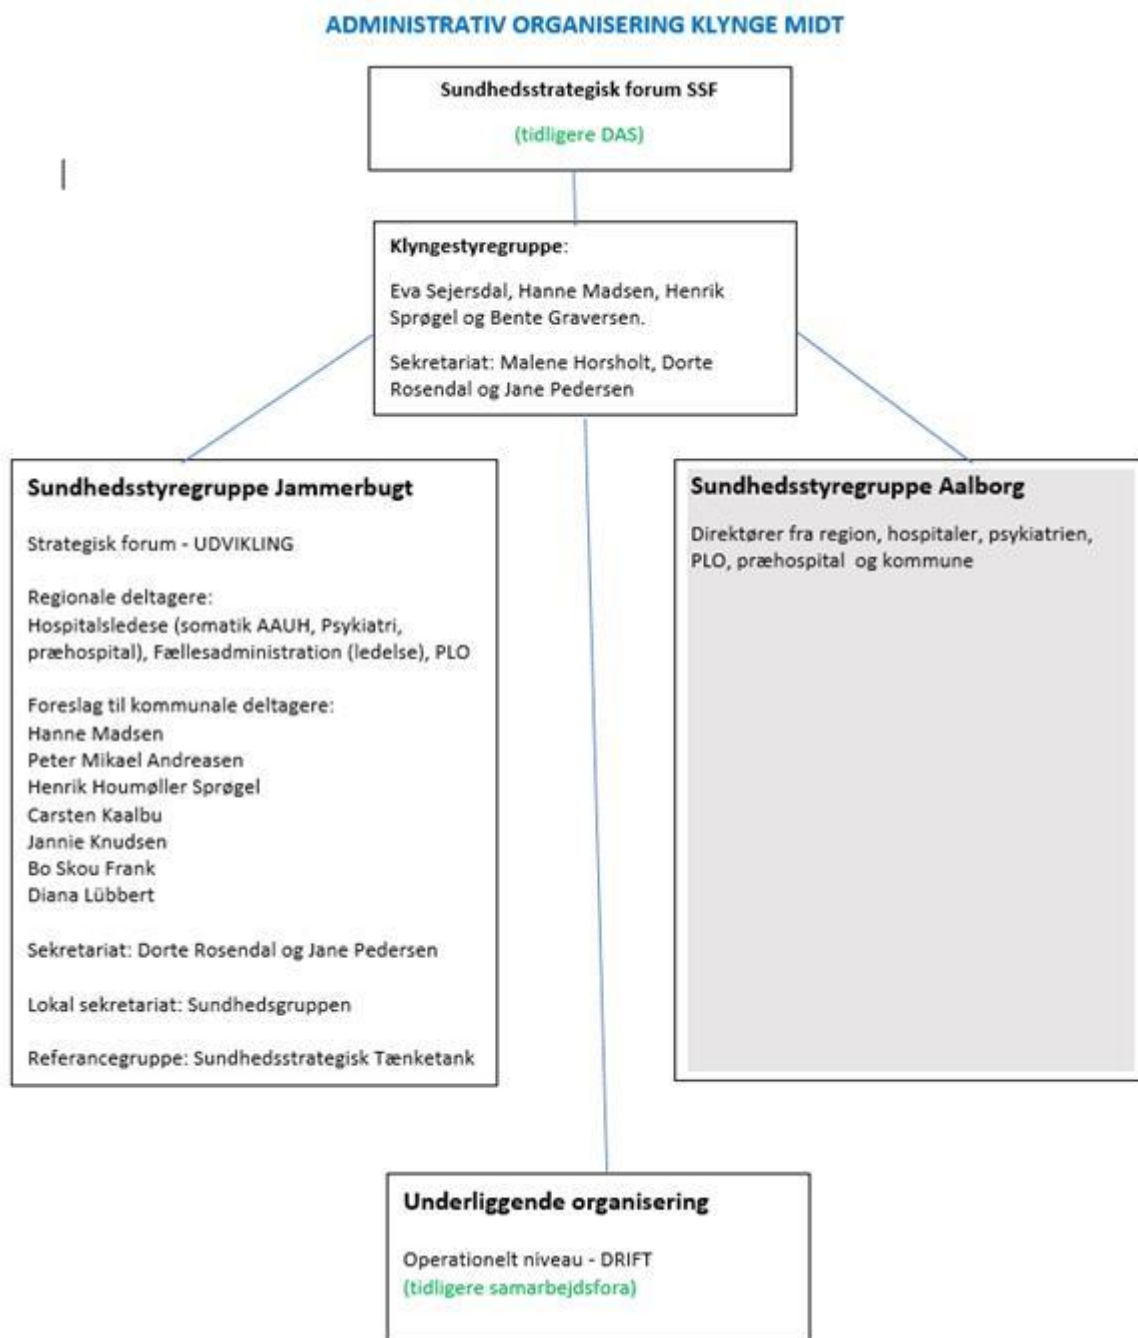 ADMINISTRATIV ORGANISERING KLYNGE MIDT
Sundhedsstrategisk forum SSF
(tidligere DAS)
Klyngestyregruppe:
Eva Sejersdal, Hanne Madsen, Henrik
Sprøgel og Bente Graversen.
Sekretariat: Malene Horsholt, Dorte
Rosendal og Jane Pedersen
Sundhedsstyregruppe Jammerbugt
Strategisk forum - UDVIKLING
Regionale deltagere:
Hospitalsledese (somatik AAUH, Psykiatri,
præhospital), Fællesadministration (ledelse), PLO
Foreslag til kommunale deltagere:
Hanne Madsen
Peter Mikael Andreasen
Henrik Houmøller Sprøgel
Carsten Kaalbu
Jannie Knudsen
Bo Skou Frank
Diana Lübbert
Sekretariat: Dorte Rosendal og Jane Pedersen
Lokal sekretariat: Sundhedsgruppen
Referancegruppe: Sundhedsstrategisk Tænketank
Sundhedsstyregruppe Aalborg
Direktører fra region, hospitaler, psykiatrien,
PLO, præhospital og kommune
Underliggende organisering
Operationelt niveau - DRIFT
(tidligere samarbejdsfora)